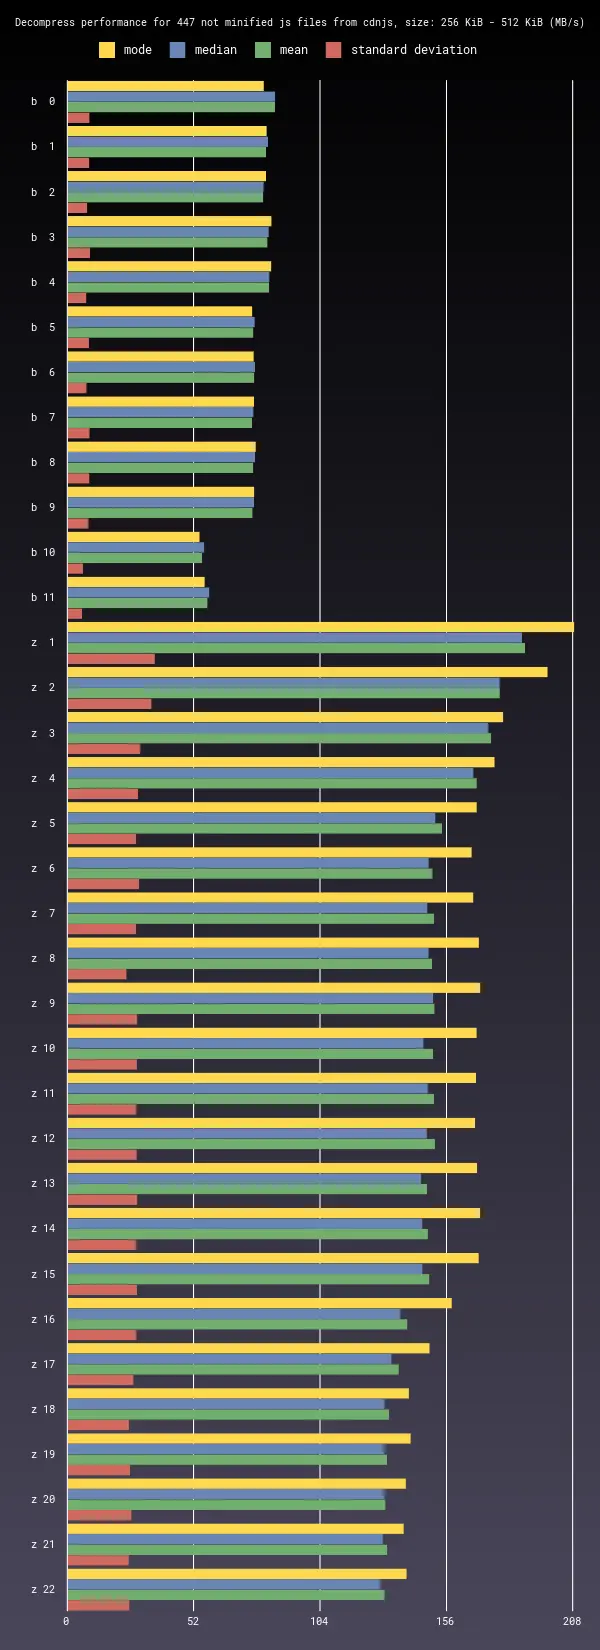 Decompress performance for 447 not minified js files from cdnjs, size: 256 KiB - 512 KiB (MB/s)
mode median mean standard deviation
b 0
b 1
b 2
b 3
b 4
b 5
b 6
b 7
b 8
b 9
b 10
b 11
z 1
z 2
z 3
z 4
z 5
z 6
z 7
z 8
z 9
z 10
z 11
z 12
z 13
z 14
z 15
z 16
z 17
z 18
z 19
z 20
z 21
z 22
0 52 104 156 208